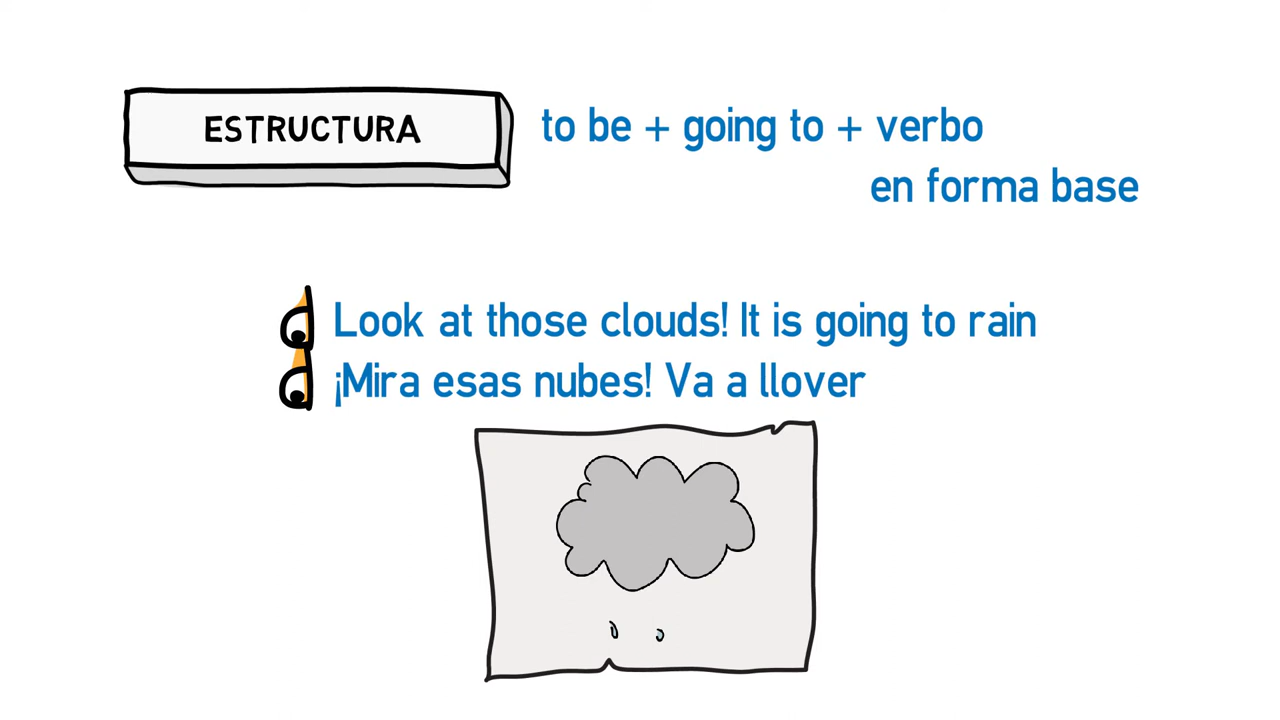 ESTRUCTURA to be + going to + verbo
en forma base
Look at those clouds! It is going to rain
¡Mira esas nubes! Va a llover